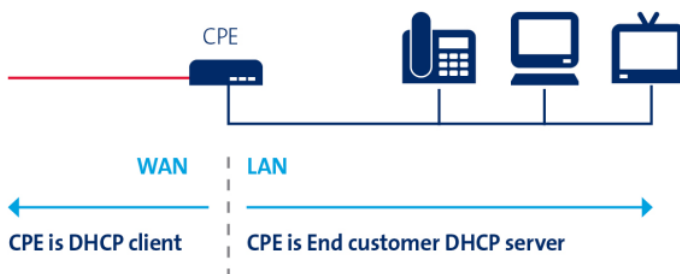 CPE
WAN
LAN
CPE is DHCP client
CPE is End customer DHCP server